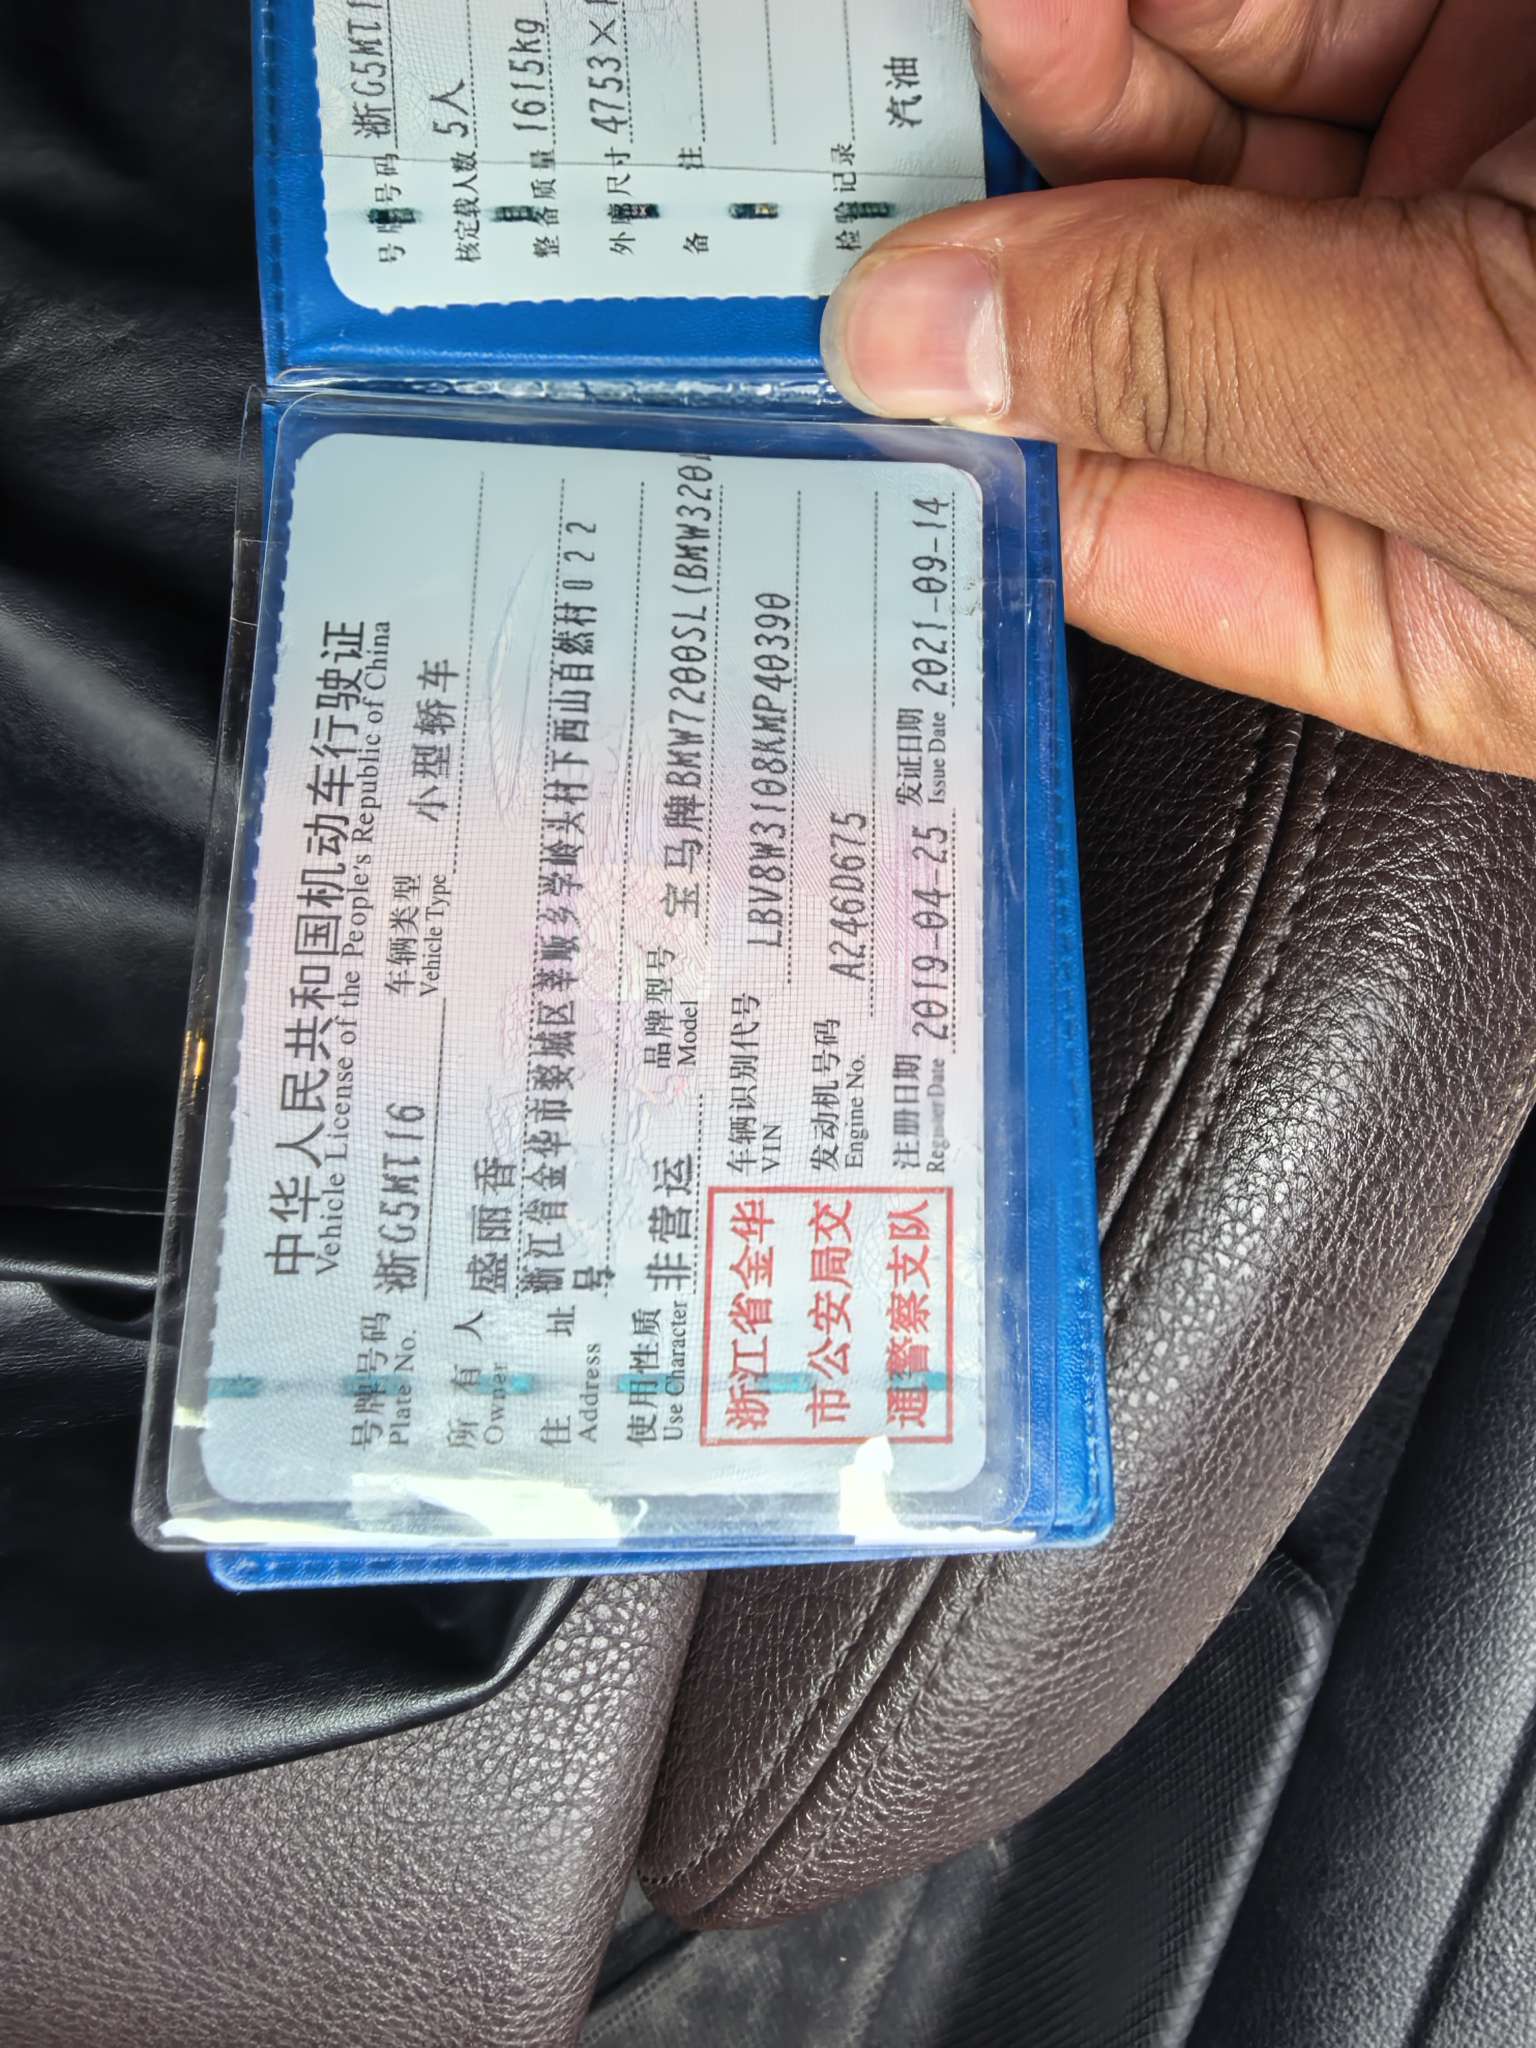 中华人民共和国机动车行驶证
Vehicle License of the People's Republic of China
号牌号码 浙G5MT16 车辆类型 小型轿车
Plate No. Vehicle Type
所有人 盛丽香
Owner
住址 浙江省金华市婺城区莘畈乡学岭头村下西山自然村022
Address 号
使用性质 非营运 品牌型号 宝马牌BMW7200SL(BMW320
Use Character Model
浙江省金华
市公安局交
通警察支队
车辆识别代号 LBV8W3108KMP40390
VIN
发动机号码 A246D675
Engine No.
注册日期 2019-04-25 发证日期 2021-09-14
Register Date Issue Date
号牌号码 浙G5MT1
核定载人数 5人
整备质量 1615kg
外廓尺寸 4753×
备注
检验记录
汽油